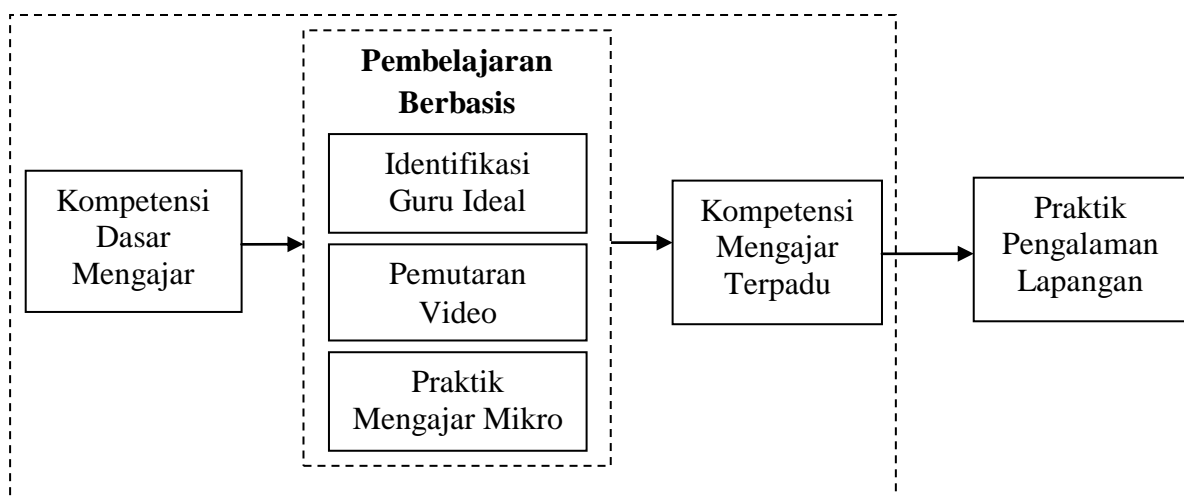 Kompetensi
Dasar
Mengajar
Pembelajaran
Berbasis
Identifikasi
Guru Ideal
Pemutaran
Video
Praktik
Mengajar Mikro
Kompetensi
Mengajar
Terpadu
Praktik
Pengalaman
Lapangan